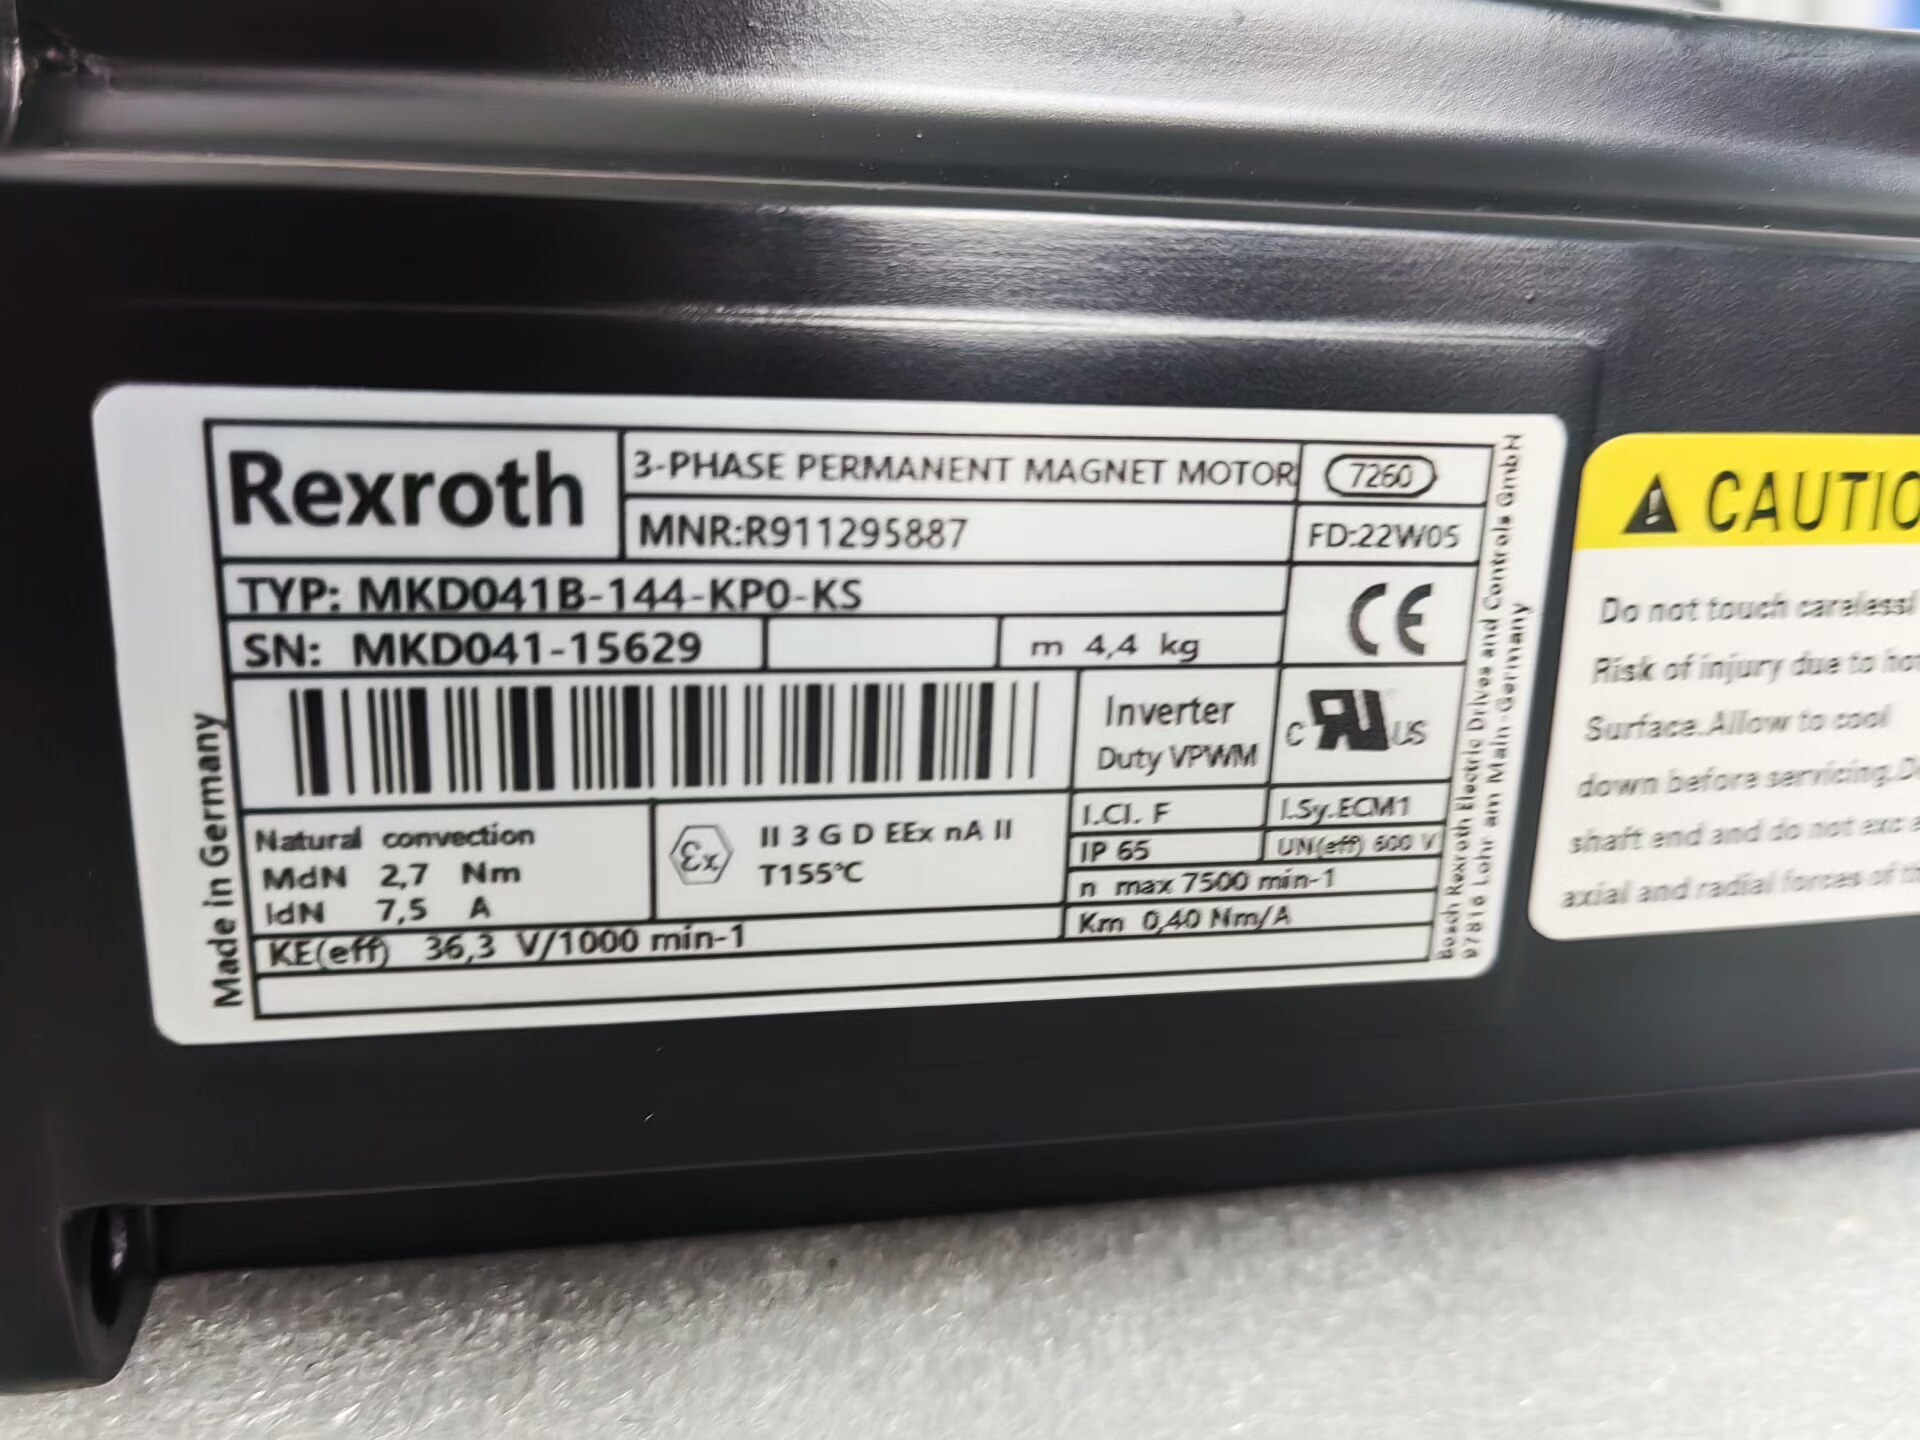 Rexroth
3-PHASE PERMANENT MAGNET MOTOR
7260
MNR:R911295887
FD:22W05
TYP: MKD041B-144-KP0-KS
CE
SN: MKD041-15629
m 4,4 kg
Inverter
Duty VPWM
C RU US
Natural convection
MdN 2,7 Nm
IdN 7,5 A
KE(eff) 36,3 V/1000 min-1
Ex
II 3 G D EEx nA II
T155°C
I.Cl. F
I.Sy.ECM1
IP 65
UN(eff) 600 V
n max 7500 min-1
Km 0,40 Nm/A
Made in Germany
Bosch Rexroth Electric Drives and Controls GmbH
97816 Lohr am Main-Germany
CAUTIO
Do not touch carelessl
Risk of injury due to ho
Surface.Allow to cool
down before servicing.D
shaft end and do not exc
axial and radial forces of th